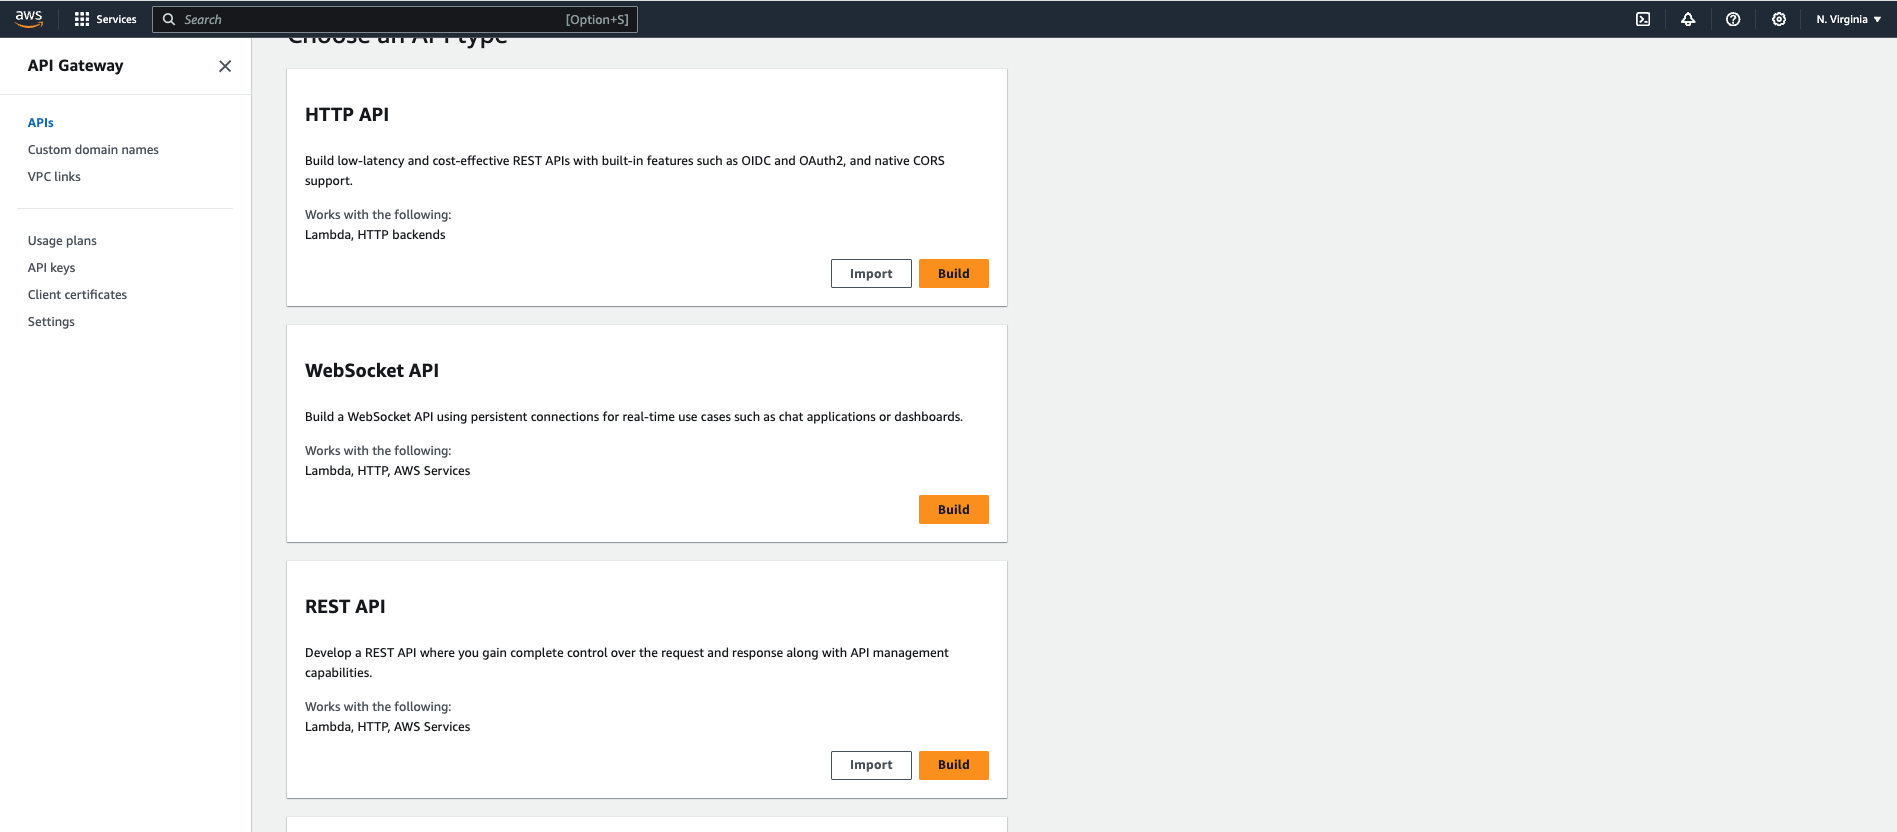 aws
Services
Search
[Option+S]
N. Virginia
API Gateway
APIs
Custom domain names
VPC links
Usage plans
API keys
Client certificates
Settings
Choose an API type
HTTP API
Build low-latency and cost-effective REST APIs with built-in features such as OIDC and OAuth2, and native CORS
support.
Works with the following:
Lambda, HTTP backends
Import
Build
WebSocket API
Build a WebSocket API using persistent connections for real-time use cases such as chat applications or dashboards.
Works with the following:
Lambda, HTTP, AWS Services
Build
REST API
Develop a REST API where you gain complete control over the request and response along with API management
capabilities.
Works with the following:
Lambda, HTTP, AWS Services
Import
Build